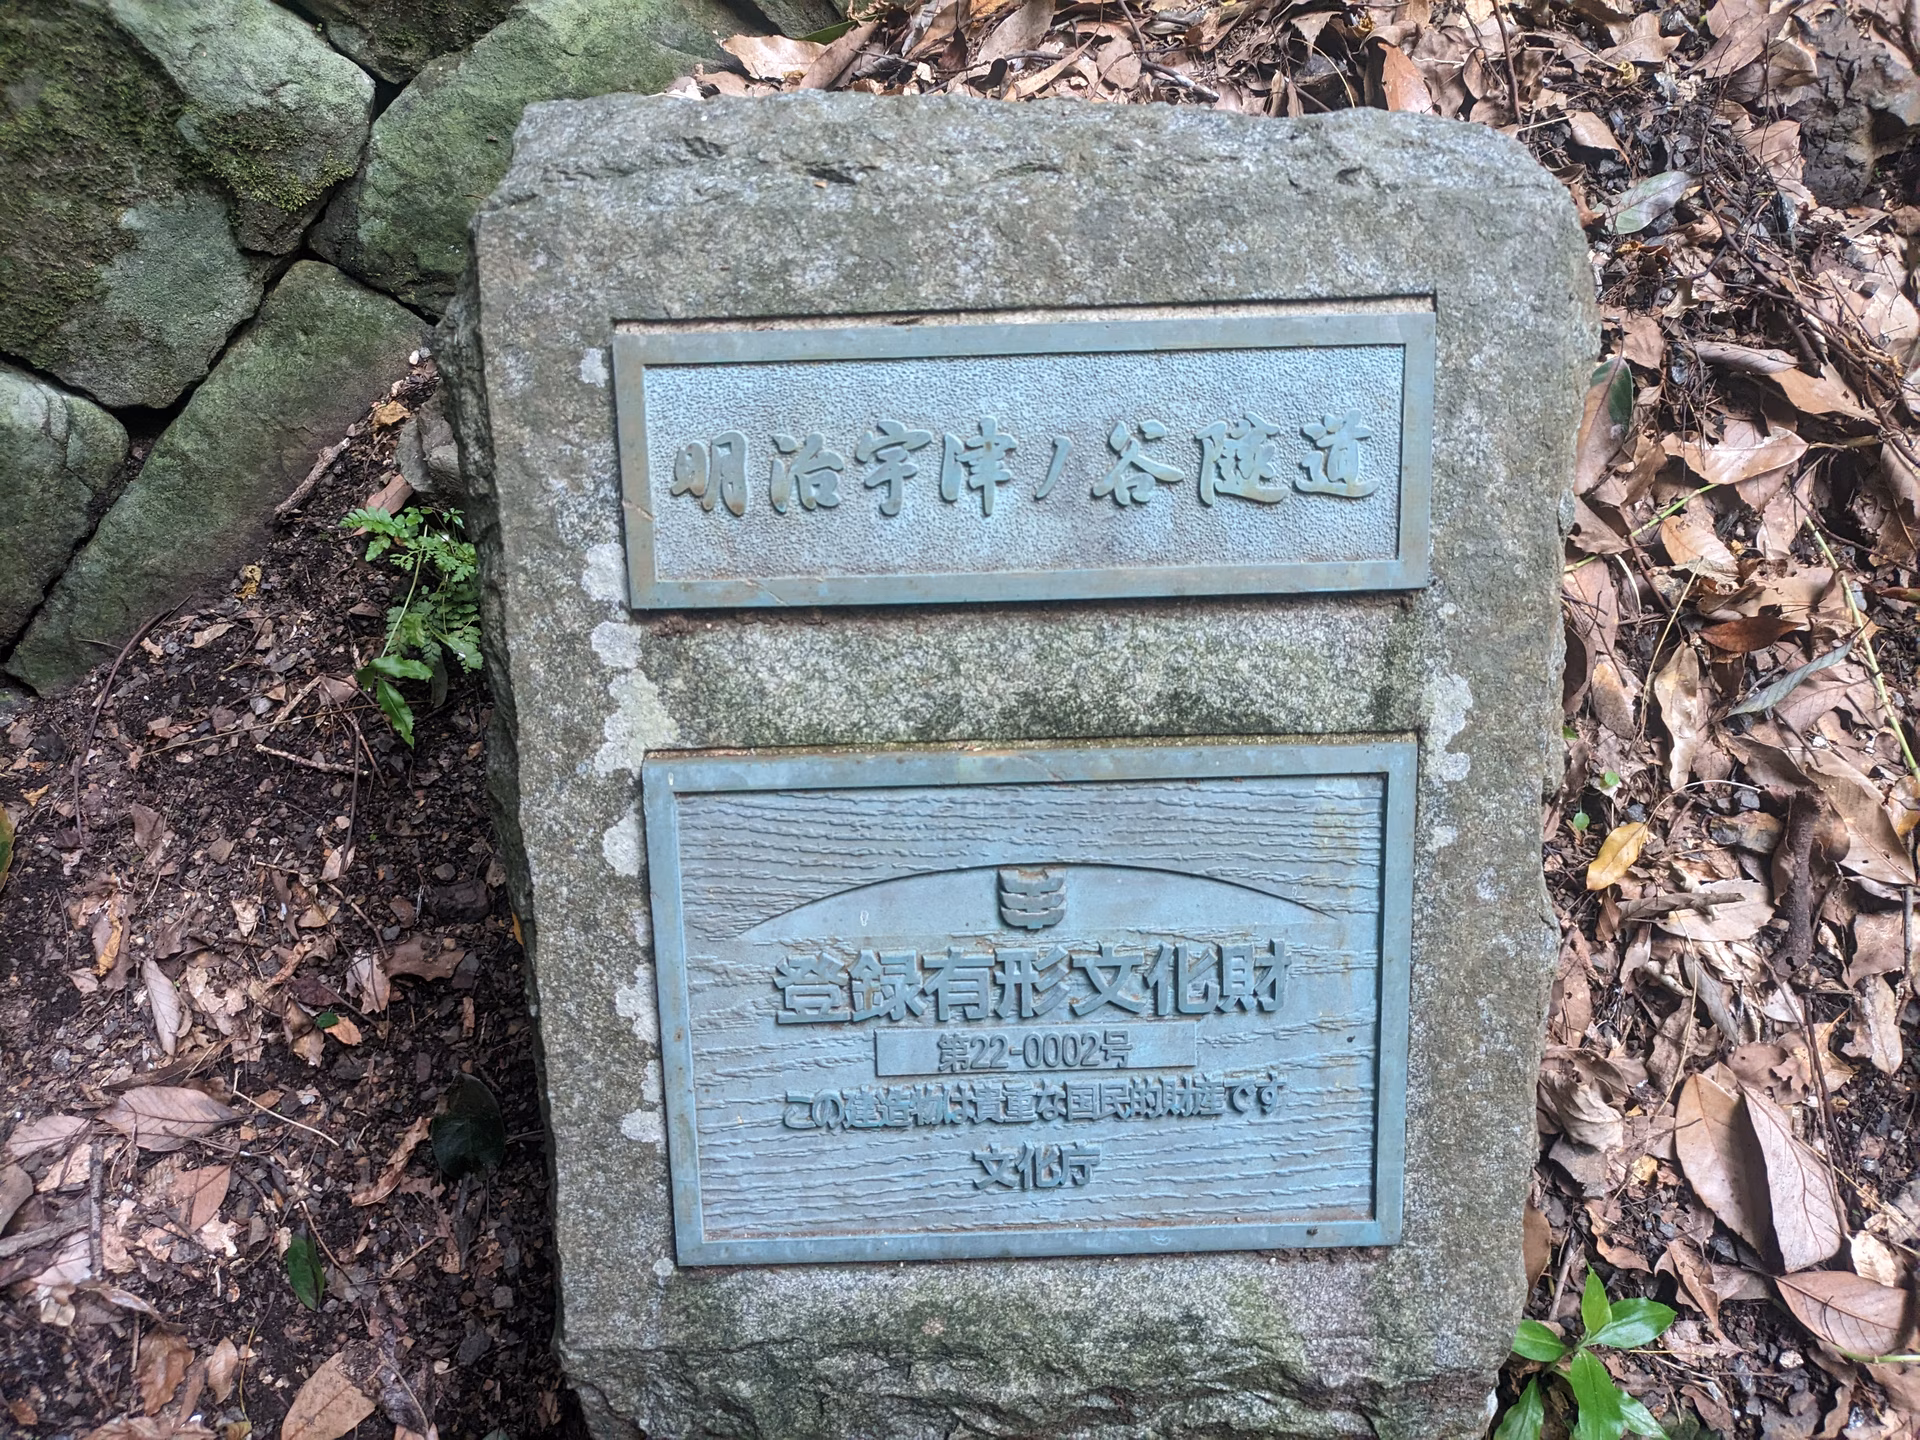 明治宇津ノ谷隧道
登録有形文化財
第22-0002号
この建造物は貴重な国民的財産です
文化庁